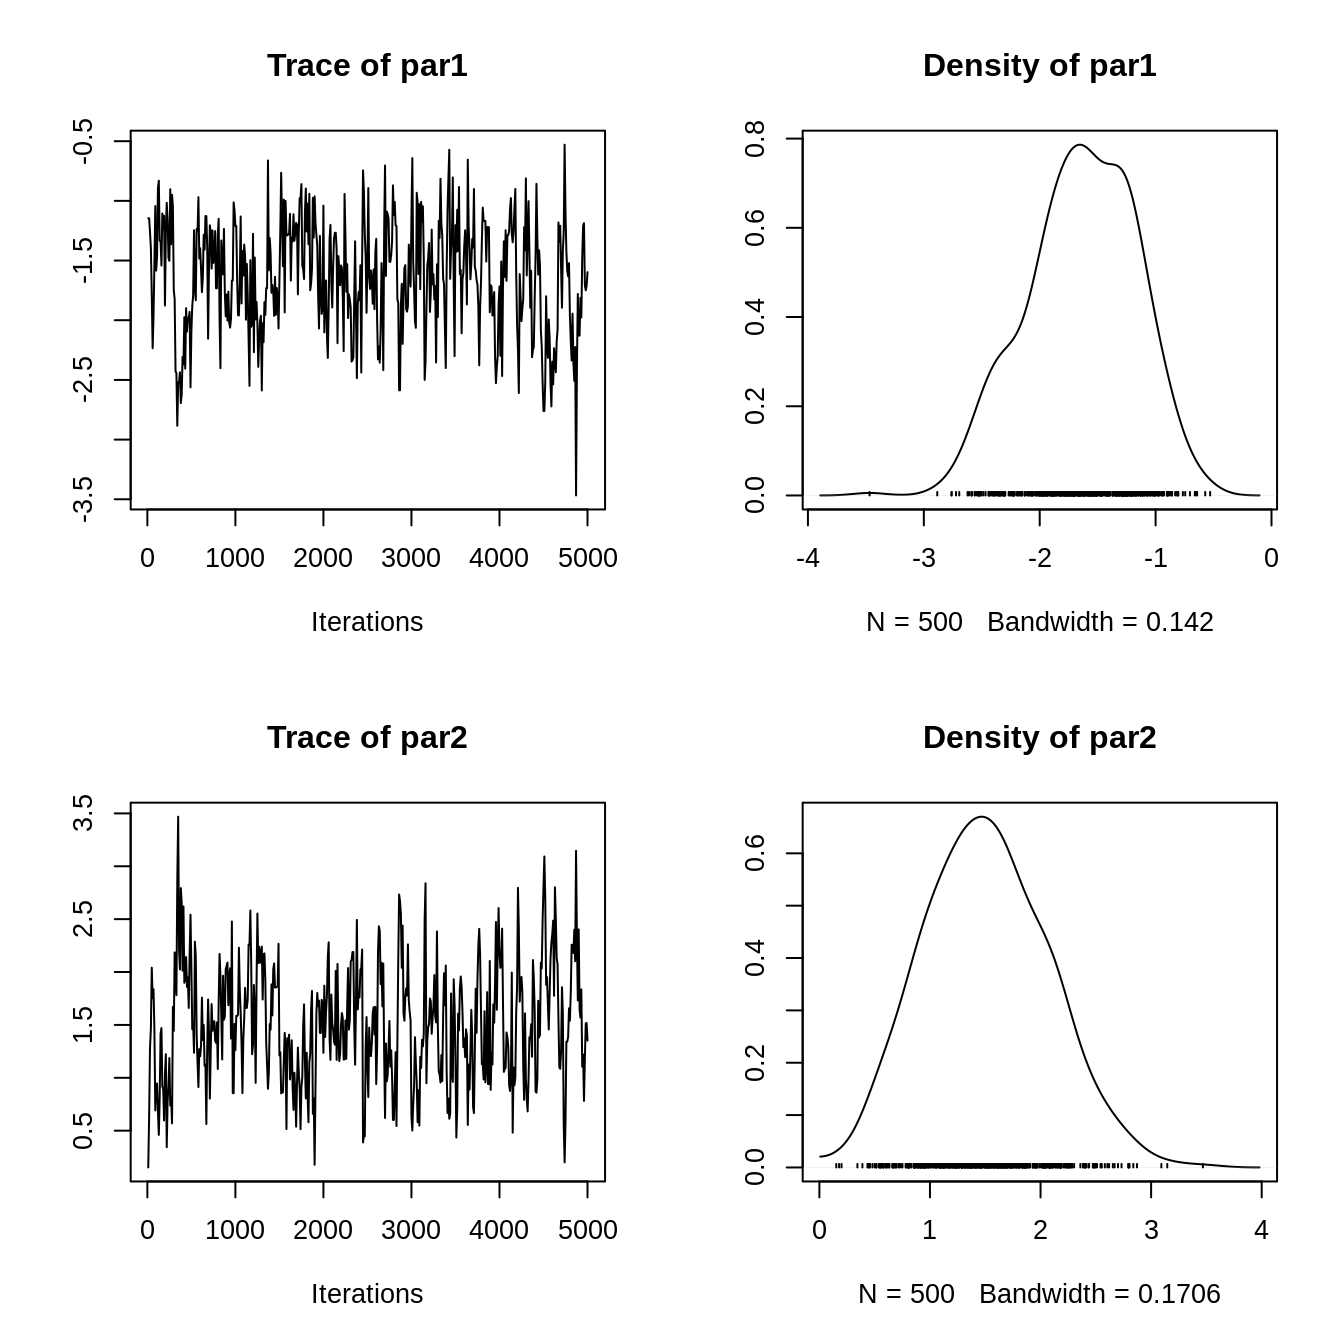 Trace of par1
-0.5
-1.5
-2.5
-3.5
0 1000 2000 3000 4000 5000
Iterations
Density of par1
0.8
0.6
0.4
0.2
0.0
-4 -3 -2 -1 0
N = 500 Bandwidth = 0.142
Trace of par2
3.5
2.5
1.5
0.5
0 1000 2000 3000 4000 5000
Iterations
Density of par2
0.6
0.4
0.2
0.0
0 1 2 3 4
N = 500 Bandwidth = 0.1706